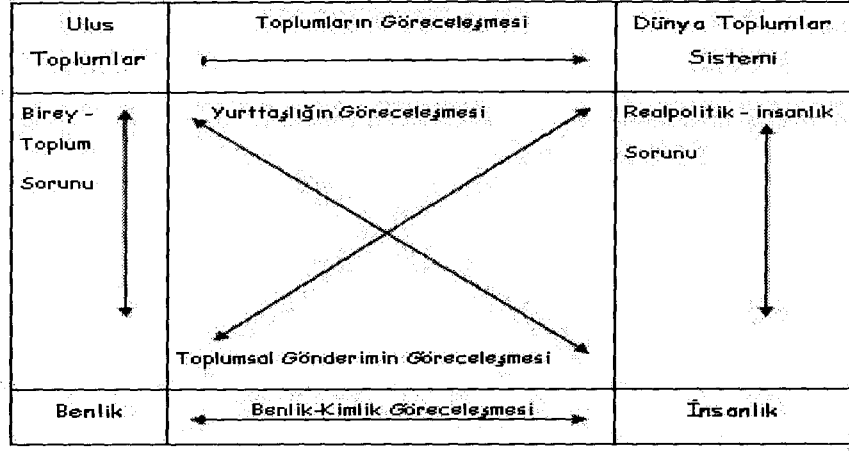 Ulus
Toplumlar
Toplumların Göreceleşmesi
Dünya Toplumlar
Sistemi
Birey -
Toplum
Sorunu
Yurttaşlığın Göreceleşmesi
Realpolitik - insanlık
Sorunu
Toplumsal Gönderimin Göreceleşmesi
Benlik
Benlik-Kimlik Göreceleşmesi
İnsanlık